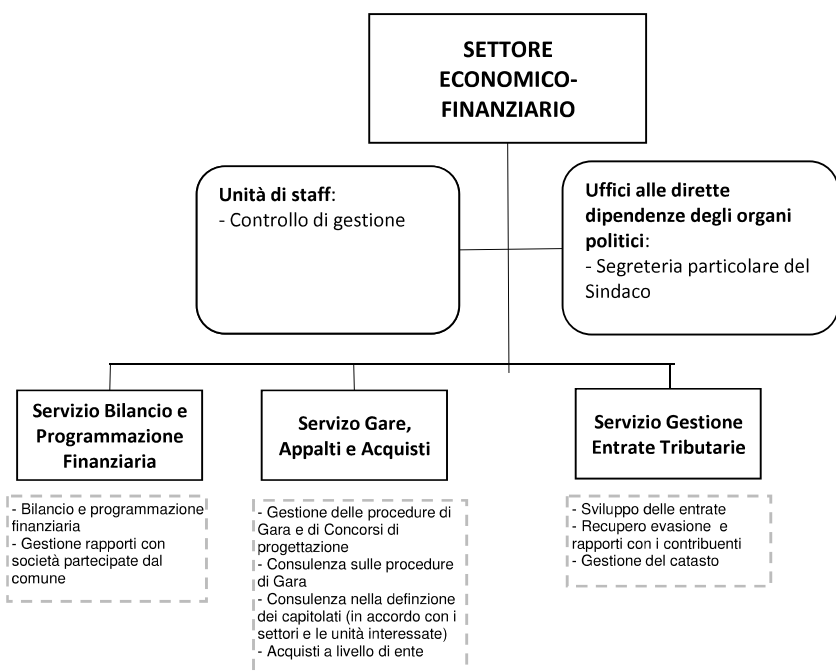 SETTORE
ECONOMICO-
FINANZIARIO
Unità di staff:
- Controllo di gestione
Uffici alle dirette
dipendenze degli organi
politici:
- Segreteria particolare del
Sindaco
Servizio Bilancio e
Programmazione
Finanziaria
Servizo Gare,
Appalti e Acquisti
Servizio Gestione
Entrate Tributarie
- Bilancio e programmazione
finanziaria
- Gestione rapporti con
società partecipate dal
comune
- Gestione delle procedure di
Gara e di Concorsi di
progettazione
- Consulenza sulle procedure
di Gara
- Consulenza nella definzione
dei capitolati (in accordo con i
settori e le unità interessate)
- Acquisti a livello di ente
- Sviluppo delle entrate
- Recupero evasione e
rapporti con i contribuenti
- Gestione del catasto